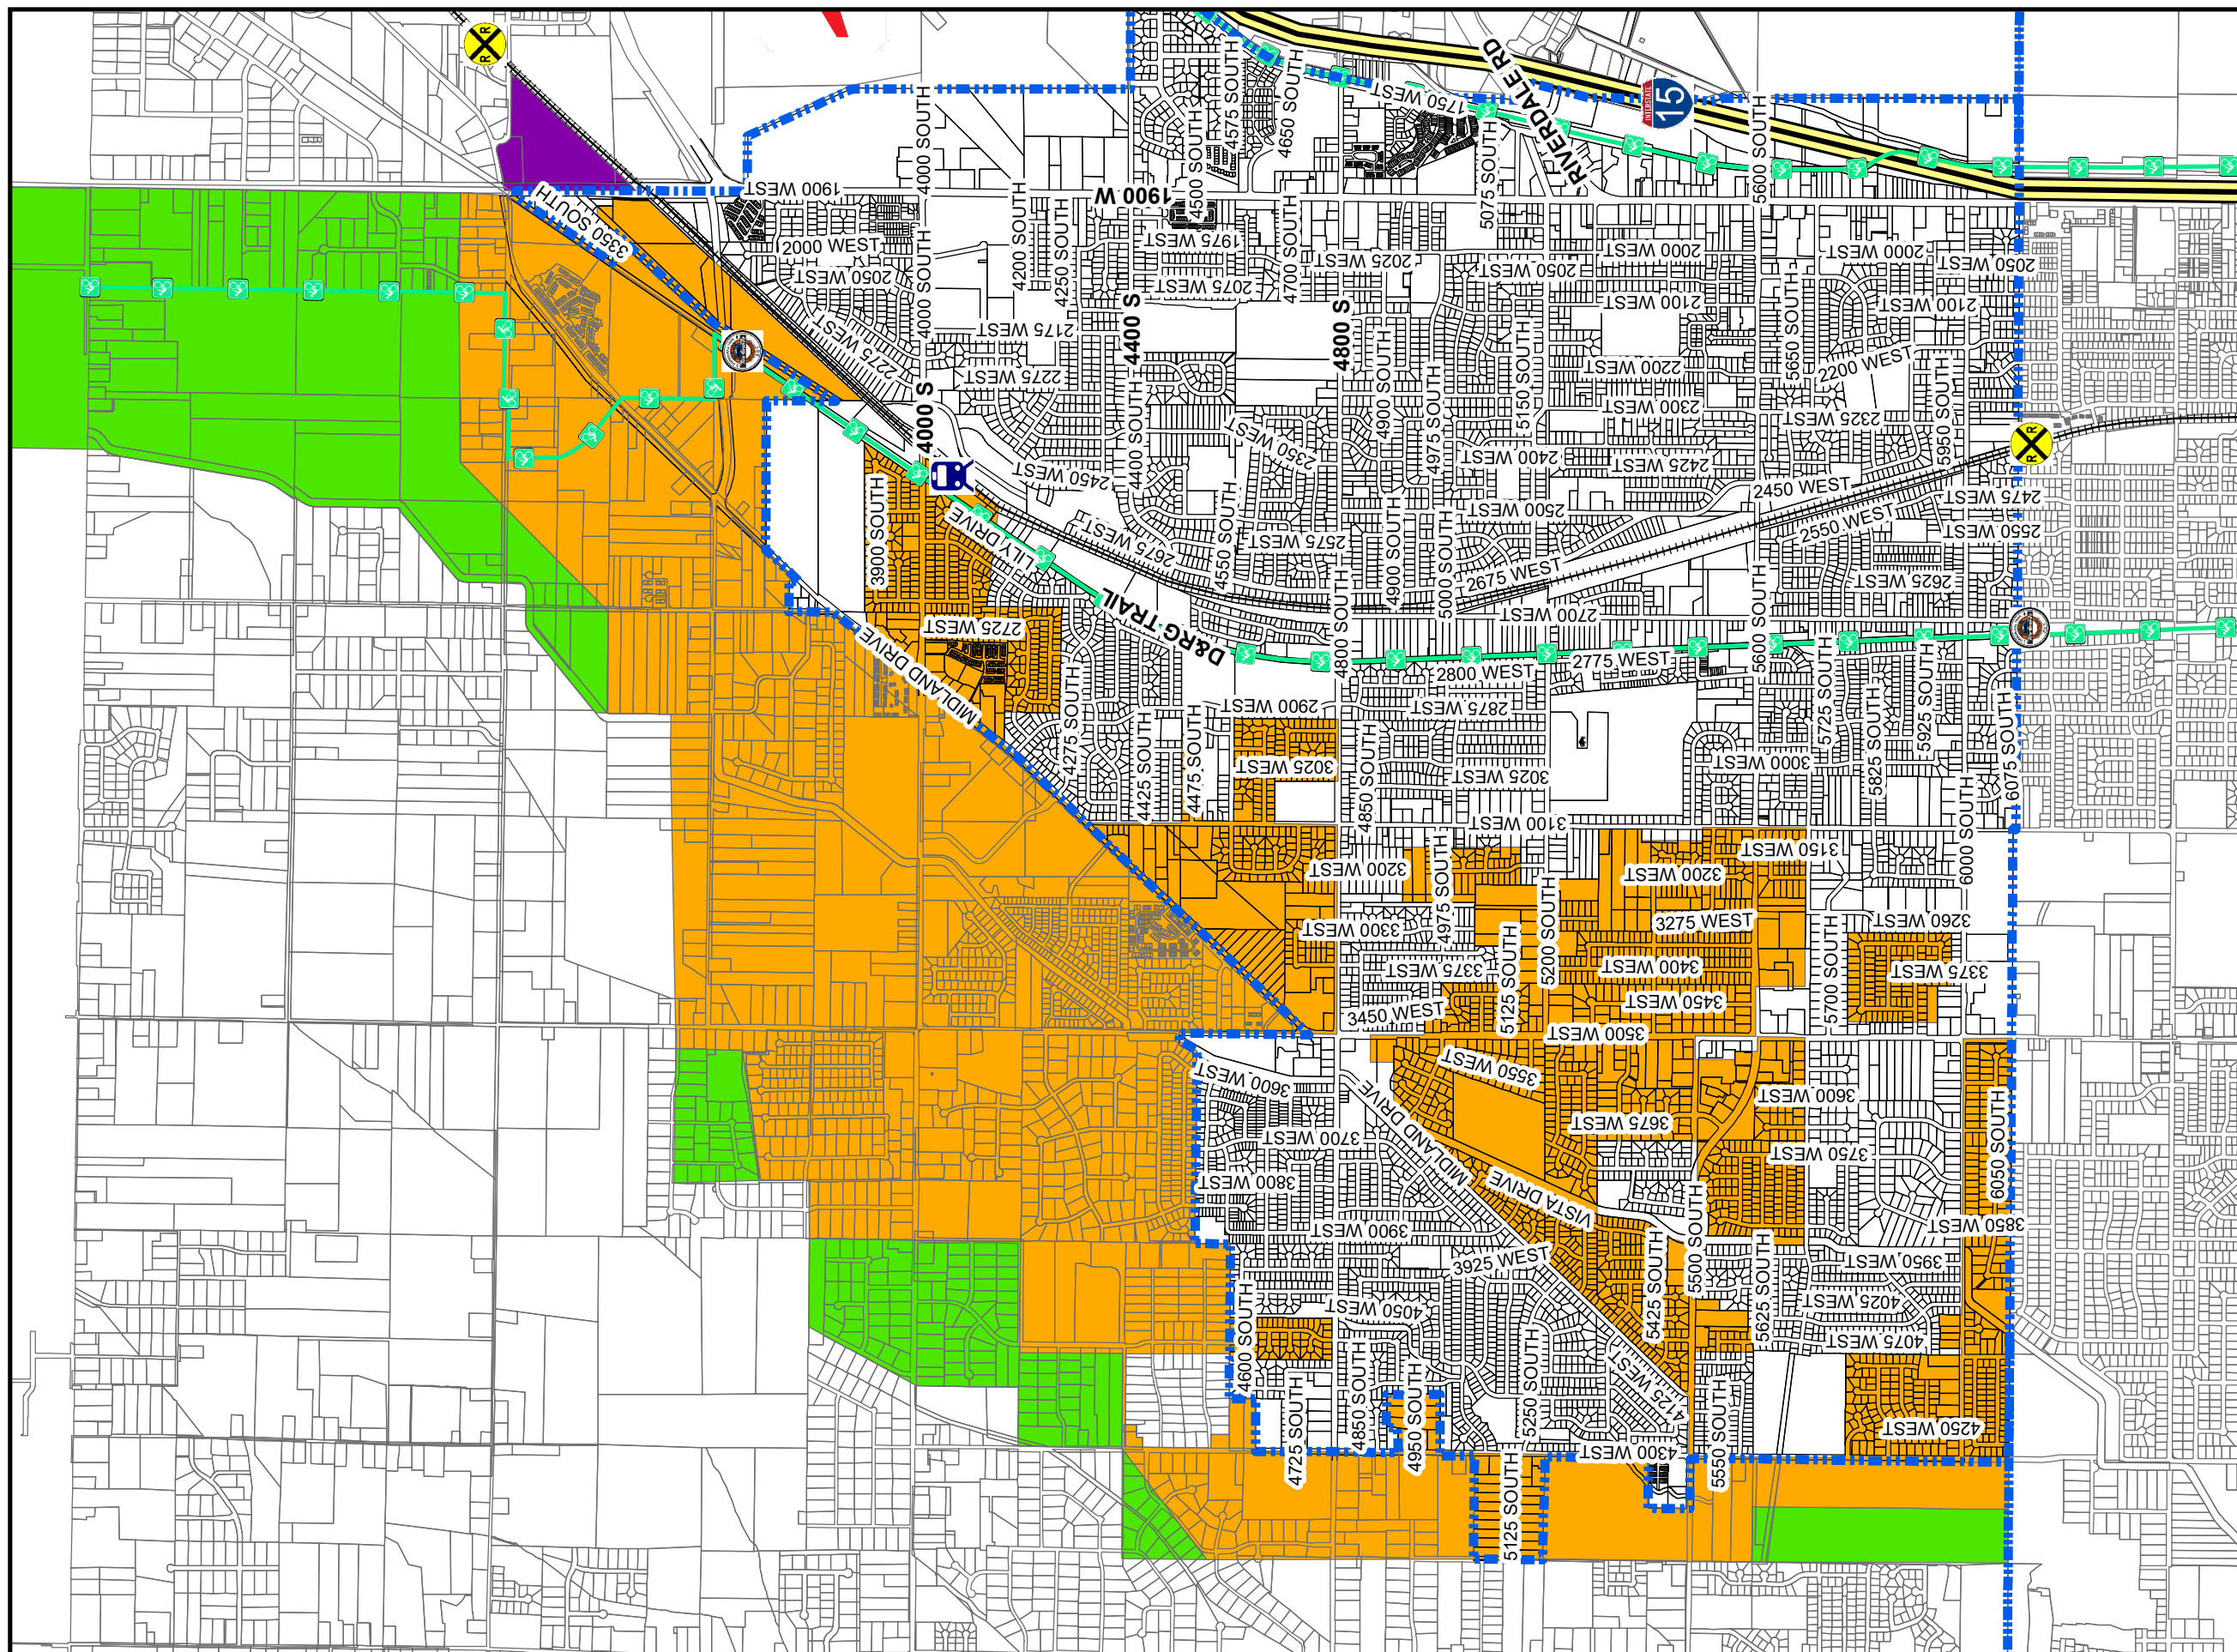 R R
1750 WEST
RIVERDALE RD
INTERSTATE
15
4575 SOUTH
4650 SOUTH
4000 SOUTH
5600 SOUTH
4500 SOUTH
5075 SOUTH
1900 WEST
1900 W
3350 SOUTH
2000 WEST
2050 WEST
4000 SOUTH
4200 SOUTH
4250 SOUTH
1975 WEST
2075 WEST
4700 SOUTH
2025 WEST
2050 WEST
2000 WEST
2000 WEST
2050 WEST
2100 WEST
2100 WEST
2175 WEST
2275 WEST
2275 WEST
4400 S
4800 S
4900 SOUTH
5150 SOUTH
5650 SOUTH
2200 WEST
2200 WEST
2300 WEST
2325 WEST
4000 S
4400 SOUTH
2350 WEST
4975 SOUTH
2400 WEST
2425 WEST
5950 SOUTH
R R
2450 WEST
2450 WEST
2475 WEST
3900 SOUTH
LILY DRIVE
2675 WEST
4550 SOUTH
2575 WEST
4900 SOUTH
2500 WEST
2550 WEST
2550 WEST
5000 SOUTH
2675 WEST
2625 WEST
D&RG TRAIL
4800 SOUTH
2700 WEST
5600 SOUTH
2725 WEST
MIDLAND DRIVE
2775 WEST
2800 WEST
2875 WEST
2900 WEST
4275 SOUTH
4425 SOUTH
4475 SOUTH
3025 WEST
4850 SOUTH
3025 WEST
3000 WEST
5725 SOUTH
5825 SOUTH
5925 SOUTH
6075 SOUTH
3100 WEST
3150 WEST
6000 SOUTH
3200 WEST
4975 SOUTH
5200 SOUTH
3200 WEST
3300 WEST
3275 WEST
3260 WEST
3375 WEST
5125 SOUTH
3400 WEST
5700 SOUTH
3375 WEST
3450 WEST
3450 WEST
3500 WEST
3600 WEST
3550 WEST
3600 WEST
3700 WEST
MIDLAND DRIVE
3675 WEST
3750 WEST
6050 SOUTH
3800 WEST
VISTA DRIVE
3900 WEST
3850 WEST
3925 WEST
5425 SOUTH
5500 SOUTH
5625 SOUTH
3950 WEST
4600 SOUTH
4050 WEST
4025 WEST
4075 WEST
4725 SOUTH
4850 SOUTH
4950 SOUTH
5250 SOUTH
4125 WEST
5550 SOUTH
4250 WEST
4300 WEST
5125 SOUTH